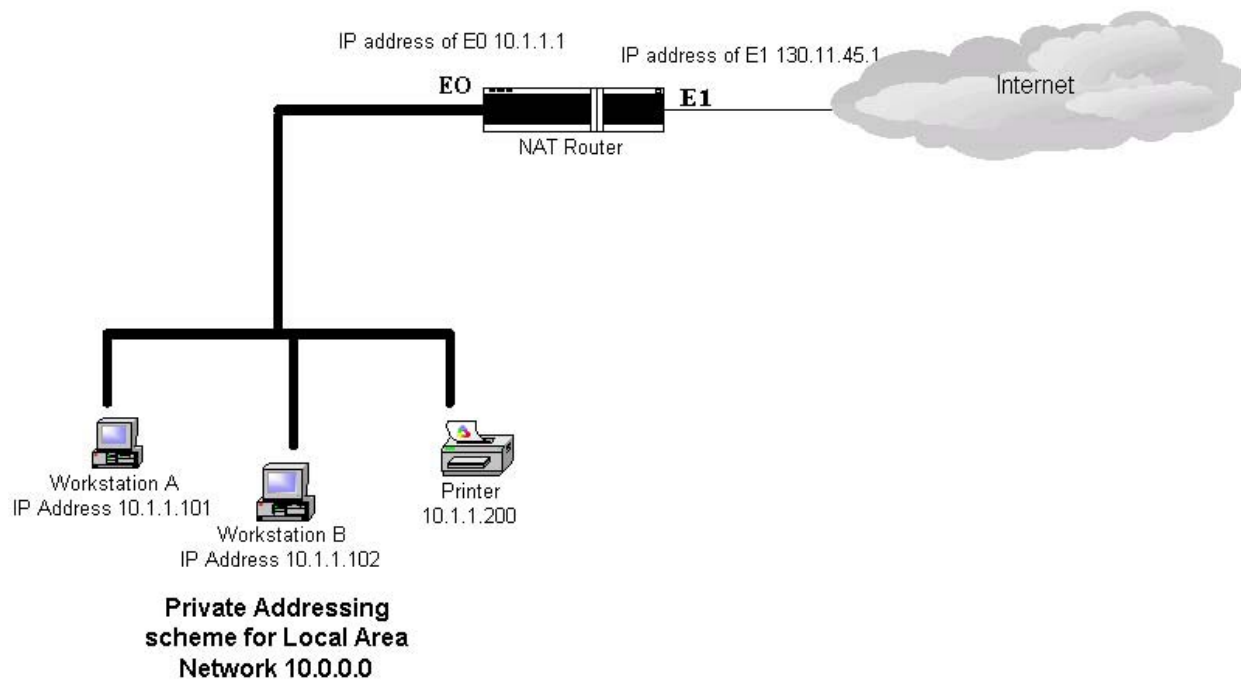 IP address of E0 10.1.1.1
IP address of E1 130.11.45.1
Internet
EO
E1
NAT Router
Workstation A
IP Address 10.1.1.101
Workstation B
IP Address 10.1.1.102
Printer
10.1.1.200
Private Addressing
scheme for Local Area
Network 10.0.0.0